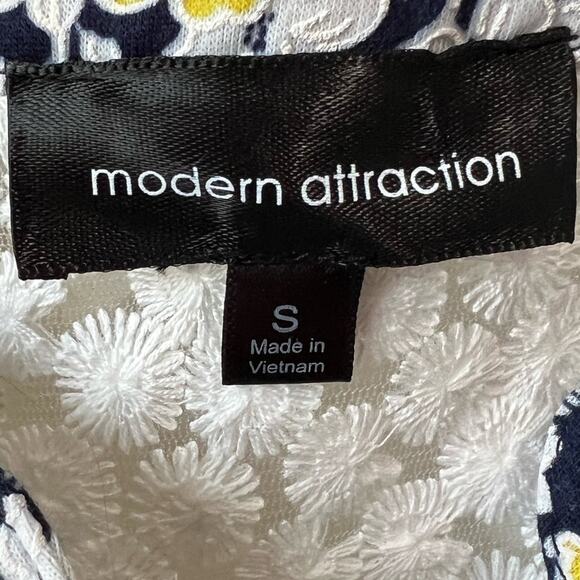 modern attraction
S
Made in
Vietnam